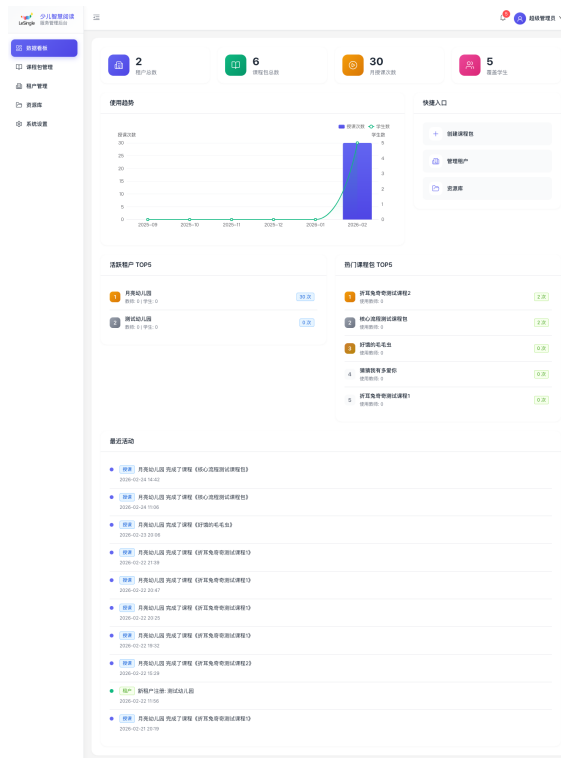 LeSingle
少儿智慧阅读
服务管理后台
超级管理员
数据看板
课程包管理
租户管理
资源库
系统设置
2
租户总数
6
课程包总数
30
月授课次数
5
覆盖学生
使用趋势
授课次数 学生数
授课次数 学生数
30 5
25
4
20
3
15
2
10
1
5
0 0
2025-09 2025-10 2025-11 2025-12 2026-01 2026-02
快捷入口
创建课程包
管理租户
资源库
活跃租户 TOP5
1 月亮幼儿园 30 次
教师: 0 | 学生: 0
2 测试幼儿园 0 次
教师: 0 | 学生: 0
热门课程包 TOP5
1 折耳兔奇奇测试课程2 2 次
使用教师: 0
2 核心流程测试课程包 2 次
使用教师: 0
3 好饿的毛毛虫 0 次
使用教师: 0
4 猜猜我有多爱你 0 次
使用教师: 0
5 折耳兔奇奇测试课程1 0 次
使用教师: 0
最近活动
授课 月亮幼儿园 完成了课程《核心流程测试课程包》
2026-02-24 14:42
授课 月亮幼儿园 完成了课程《核心流程测试课程包》
2026-02-24 11:06
授课 月亮幼儿园 完成了课程《好饿的毛毛虫》
2026-02-23 20:06
授课 月亮幼儿园 完成了课程《折耳兔奇奇测试课程1》
2026-02-22 21:39
授课 月亮幼儿园 完成了课程《折耳兔奇奇测试课程1》
2026-02-22 20:47
授课 月亮幼儿园 完成了课程《折耳兔奇奇测试课程1》
2026-02-22 20:25
授课 月亮幼儿园 完成了课程《折耳兔奇奇测试课程1》
2026-02-22 19:22
授课 月亮幼儿园 完成了课程《折耳兔奇奇测试课程2》
2026-02-22 15:29
租户 新租户注册: 测试幼儿园
2026-02-22 11:56
授课 月亮幼儿园 完成了课程《折耳兔奇奇测试课程1》
2026-02-21 20:19